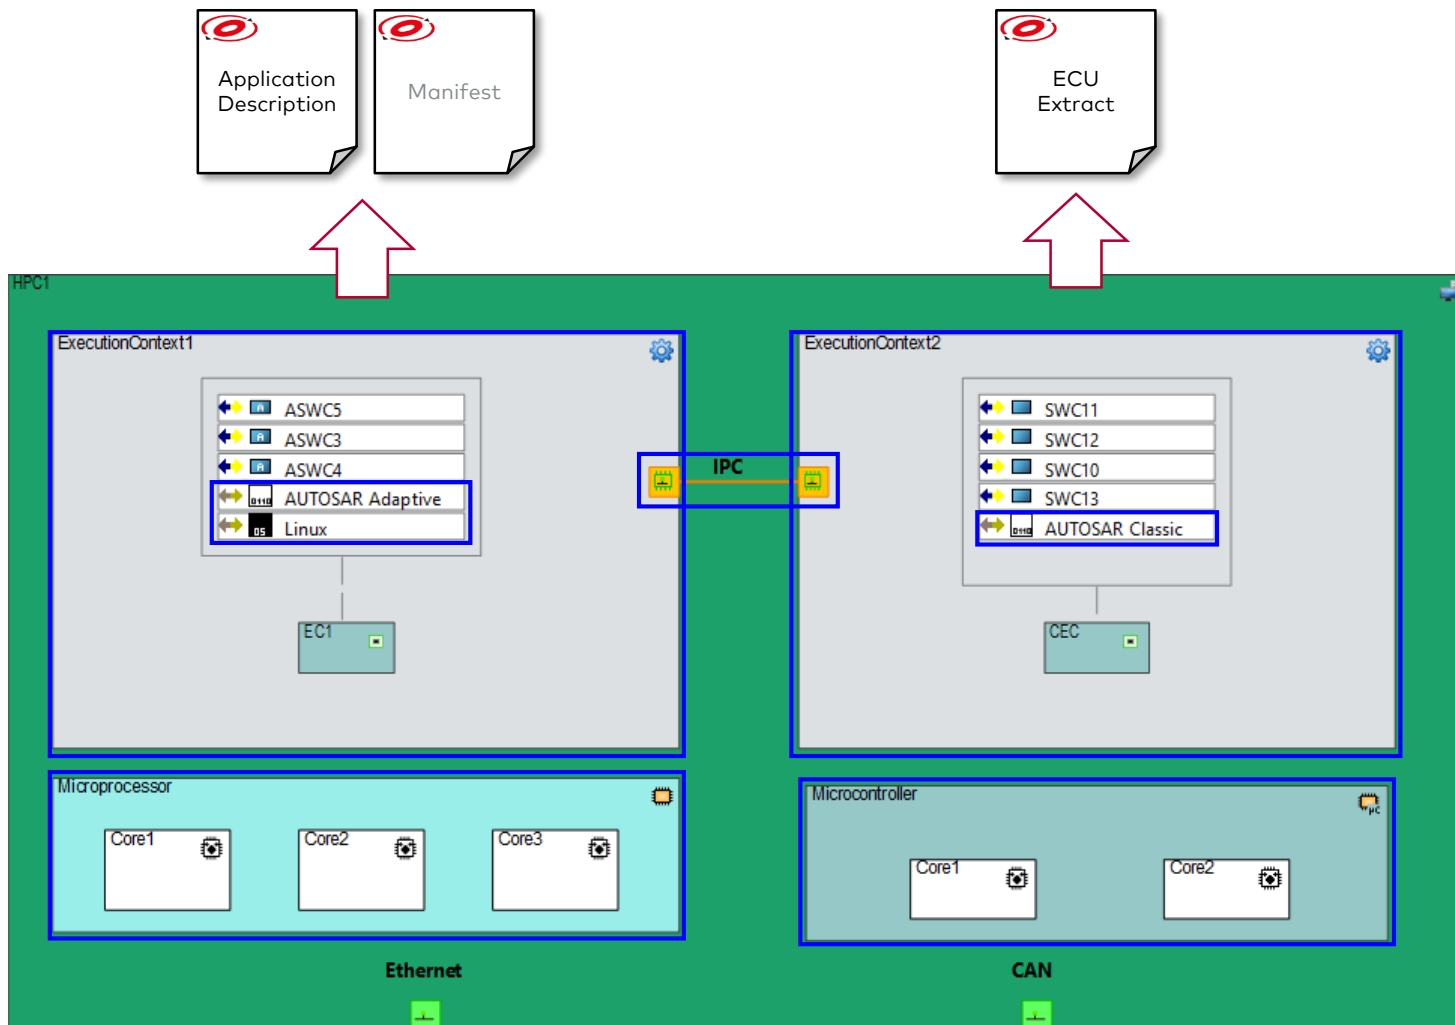 Application
Description
Manifest
ECU
Extract
HPC1
ExecutionContext1
ASWC5
ASWC3
ASWC4
AUTOSAR Adaptive
Linux
EC1
IPC
ExecutionContext2
SWC11
SWC12
SWC10
SWC13
AUTOSAR Classic
CEC
Microprocessor
Core1
Core2
Core3
Microcontroller
μC
Core1
Core2
Ethernet
CAN